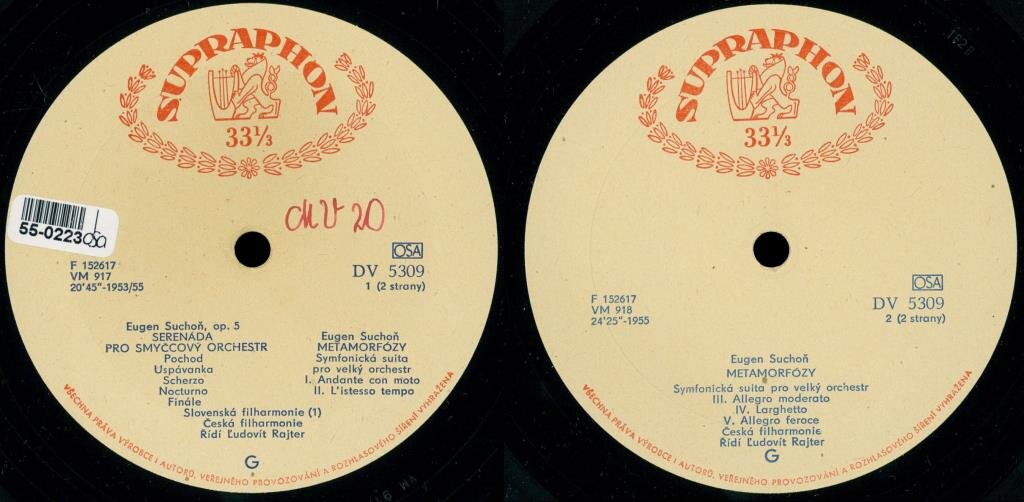 SUPRAPHON
33⅓
MV 20
55-0223
OSA
F 152617
VM 917
20'45"-1953/55
DV 5309
1 (2 strany)
Eugen Suchoň, op. 5
SERENÁDA
PRO SMYČCOVÝ ORCHESTR
Pochod
Uspávanka
Scherzo
Nocturno
Finále
Eugen Suchoň
METAMORFÓZY
Symfonická suita
pro velký orchestr
I. Andante con moto
II. L'istesso tempo
Slovenská filharmonie (1)
Česká filharmonie
Řídí Ľudovít Rajter
G
VŠECHNA PRÁVA VÝROBCE I AUTORŮ, VEŘEJNÉHO PROVOZOVÁNÍ A ROZHLASOVÉHO ŠÍŘENÍ VYHRAŽENA
SUPRAPHON
33⅓
OSA
F 152617
VM 918
24'25"-1955
DV 5309
2 (2 strany)
Eugen Suchoň
METAMORFÓZY
Symfonická suita pro velký orchestr
III. Allegro moderato
IV. Larghetto
V. Allegro feroce
Česká filharmonie
Řídí Ľudovít Rajter
G
VŠECHNA PRÁVA VÝROBCE I AUTORŮ, VEŘEJNÉHO PROVOZOVÁNÍ A ROZHLASOVÉHO ŠÍŘENÍ VYHRAŽENA